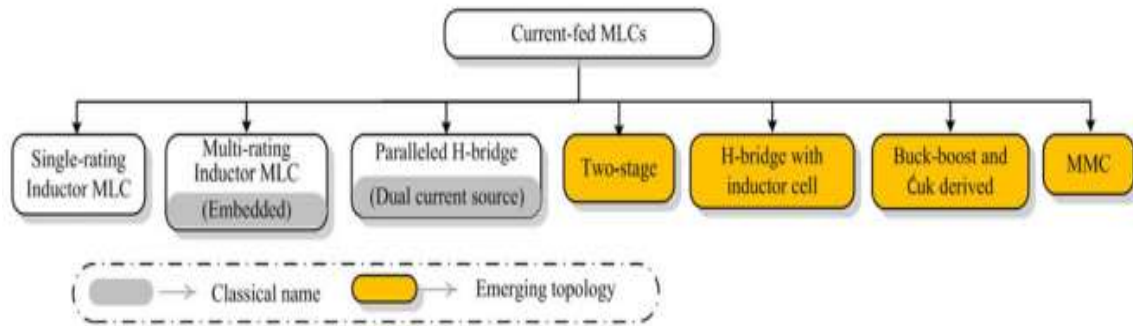 Current-fed MLCs
Single-rating
Inductor MLC
Multi-rating
Inductor MLC
(Embedded)
Paralleled H-bridge
(Dual current source)
Two-stage
H-bridge with
inductor cell
Buck-boost and
Ćuk derived
MMC
Classical name
Emerging topology